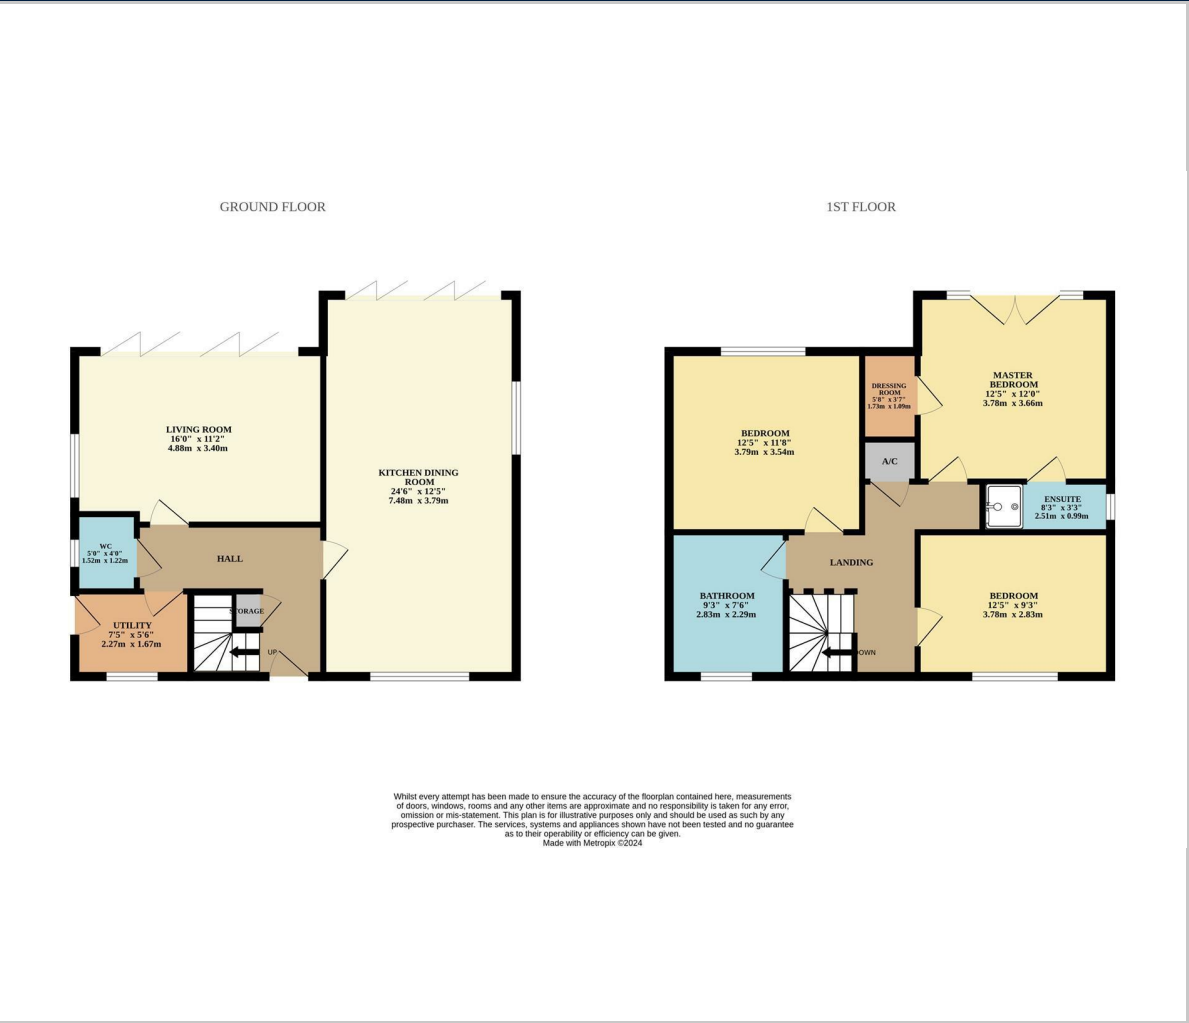 GROUND FLOOR
1ST FLOOR
LIVING ROOM
16'0" x 11'2"
4.88m x 3.40m
KITCHEN DINING
ROOM
24'6" x 12'5"
7.48m x 3.79m
WC
5'0" x 4'0"
1.52m x 1.22m
HALL
STORAGE
UTILITY
7'5" x 5'6"
2.27m x 1.67m
UP
MASTER
BEDROOM
12'5" x 12'0"
3.78m x 3.66m
DRESSING
ROOM
5'8" x 3'7"
1.73m x 1.09m
BEDROOM
12'5" x 11'8"
3.79m x 3.54m
A/C
ENSUITE
8'3" x 3'3"
2.51m x 0.99m
LANDING
BATHROOM
9'3" x 7'6"
2.83m x 2.29m
BEDROOM
12'5" x 9'3"
3.78m x 2.83m
DOWN
Whilst every attempt has been made to ensure the accuracy of the floorplan contained here, measurements
of doors, windows, rooms and any other items are approximate and no responsibility is taken for any error,
omission or mis-statement. This plan is for illustrative purposes only and should be used as such by any
prospective purchaser. The services, systems and appliances shown have not been tested and no guarantee
as to their operability or efficiency can be given.
Made with Metropix ©2024